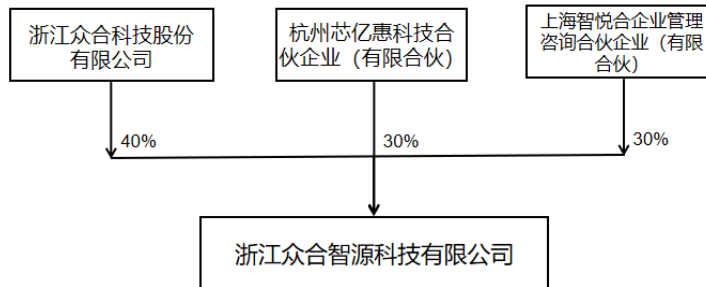 浙江众合科技股份
有限公司
杭州芯亿惠科技合
伙企业（有限合伙）
上海智悦合企业管理
咨询合伙企业（有限
合伙）
40%
30%
30%
浙江众合智源科技有限公司